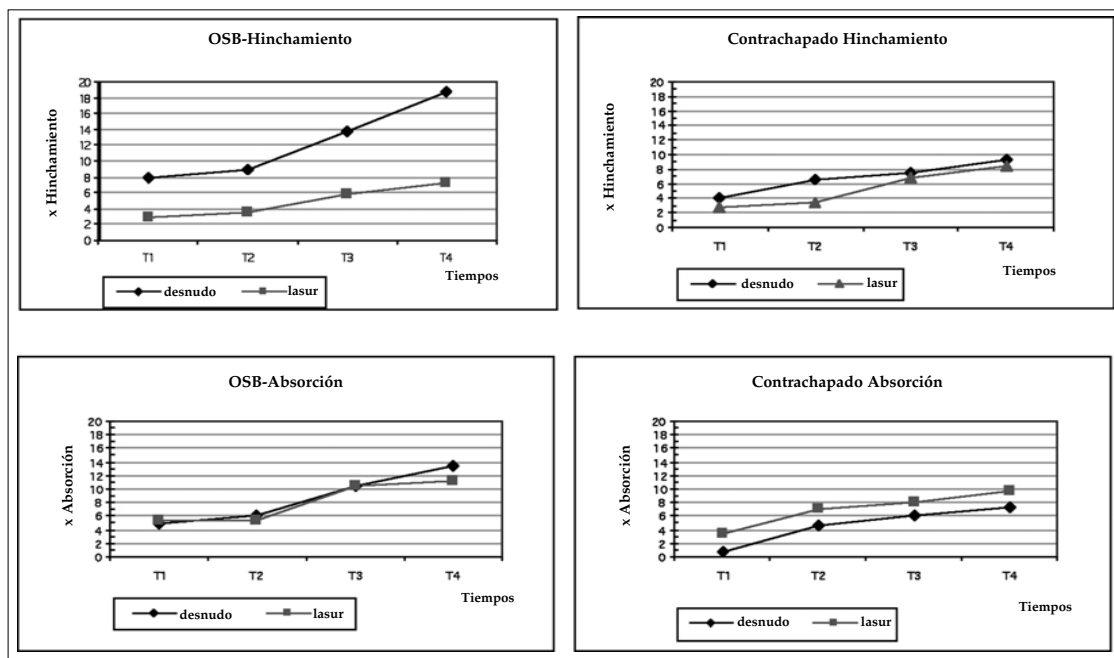 OSB-Hinchamiento
x Hinchamiento
20
18
16
14
12
10
8
6
4
2
0
T1 T2 T3 T4
Tiempos
desnudo lasur
Contrachapado Hinchamiento
x Hinchamiento
20
18
16
14
12
10
8
6
4
2
0
T1 T2 T3 T4
Tiempos
desnudo lasur
OSB-Absorción
x Absorción
20
18
16
14
12
10
8
6
4
2
0
T1 T2 T3 T4
Tiempos
desnudo lasur
Contrachapado Absorción
x Absorción
20
18
16
14
12
10
8
6
4
2
0
T1 T2 T3 T4
Tiempos
desnudo lasur